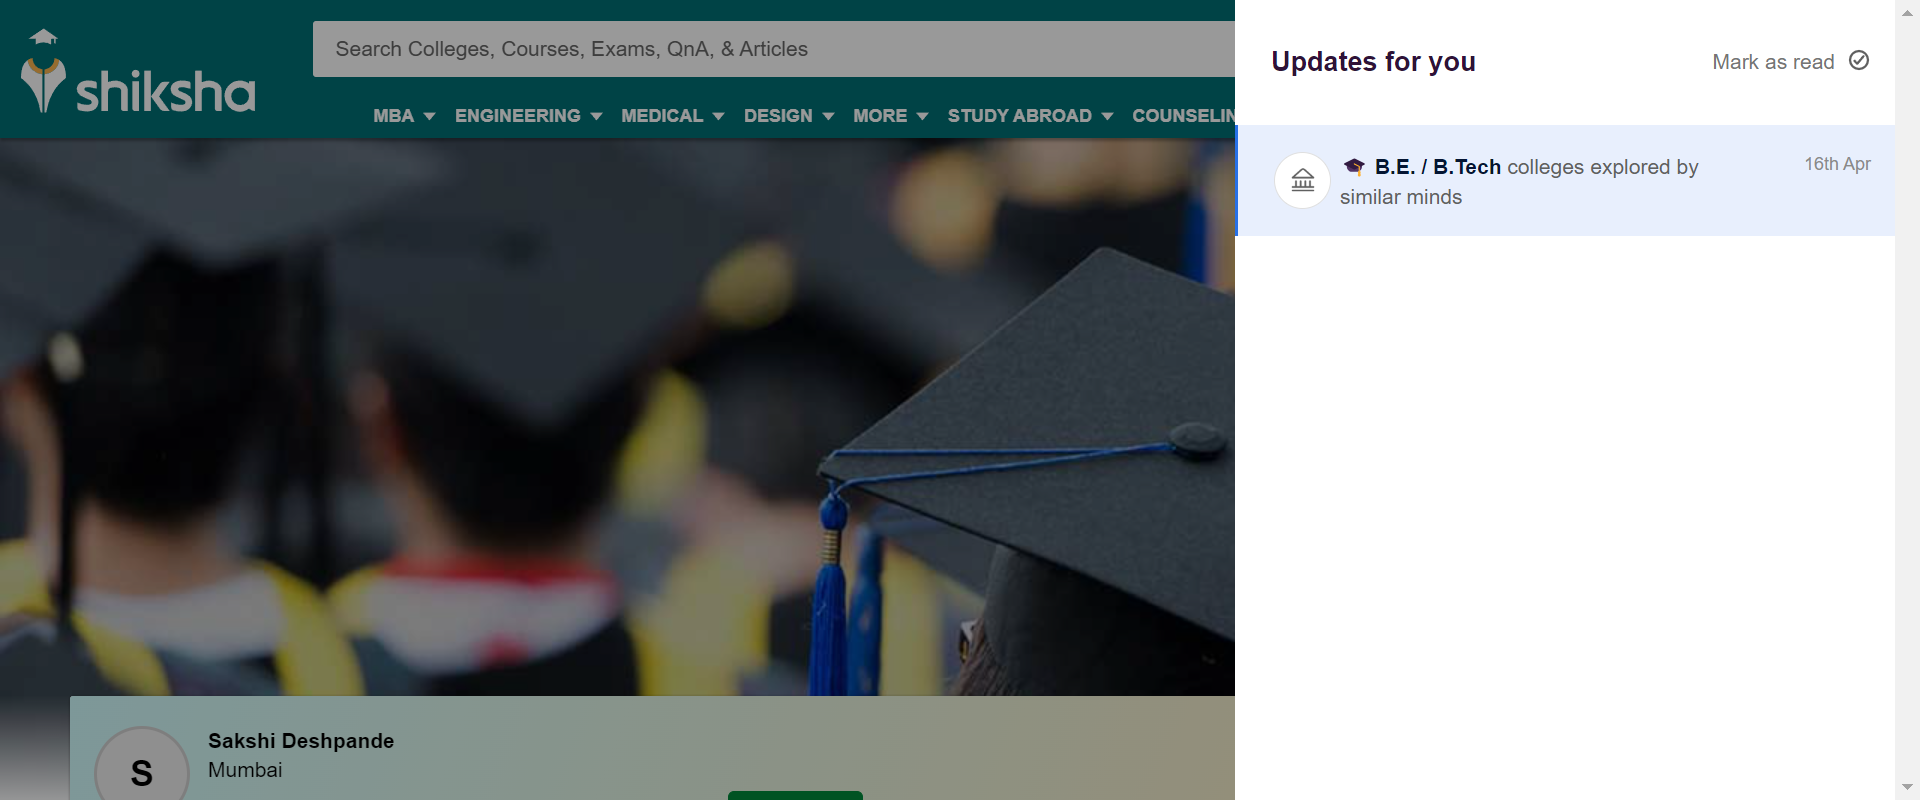 shiksha
Search Colleges, Courses, Exams, QnA, & Articles
MBA ENGINEERING MEDICAL DESIGN MORE STUDY ABROAD COUNSELIN
Updates for you
Mark as read
B.E. / B.Tech colleges explored by
similar minds
16th Apr
S
Sakshi Deshpande
Mumbai